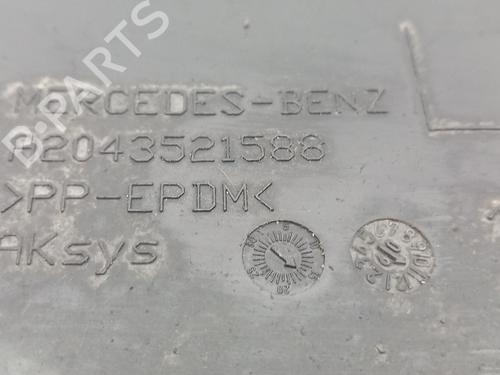 B-PARTS
MERCEDES-BENZ
A2043521588
>PP-EPDM<
AKsys